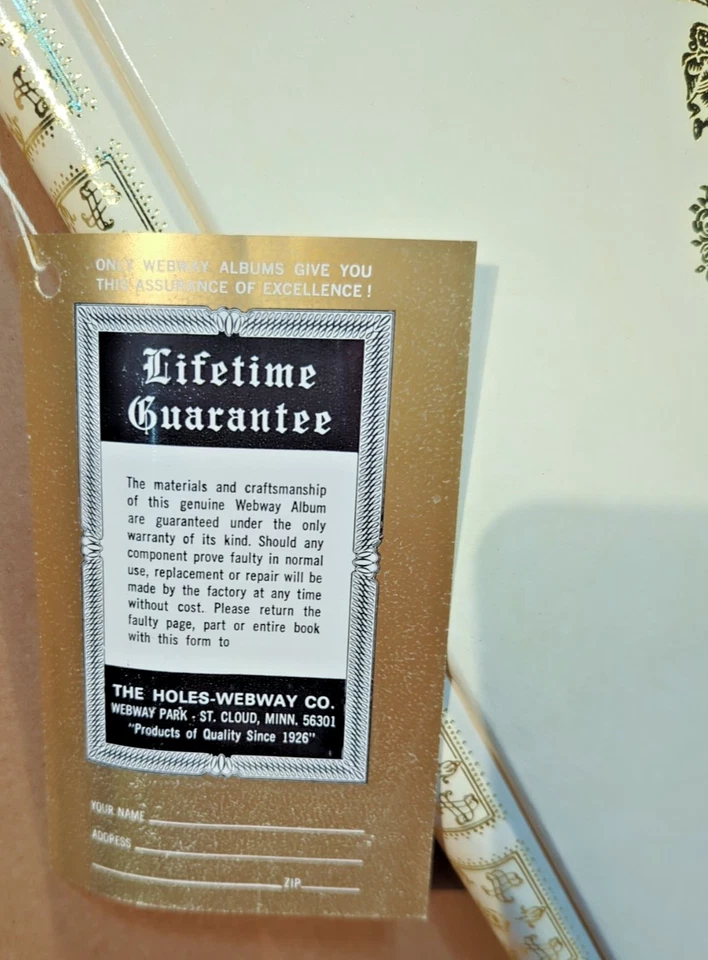 ONLY WEBWAY ALBUMS GIVE YOU
THIS ASSURANCE OF EXCELLENCE!
Lifetime
Guarantee
The materials and craftsmanship
of this genuine Webway Album
are guaranteed under the only
warranty of its kind. Should any
component prove faulty in normal
use, replacement or repair will be
made by the factory at any time
without cost. Please return the
faulty page, part or entire book
with this form to
THE HOLES-WEBWAY CO.
WEBWAY PARK - ST. CLOUD, MINN. 56301
"Products of Quality Since 1926"
YOUR NAME
ADDRESS
ZIP